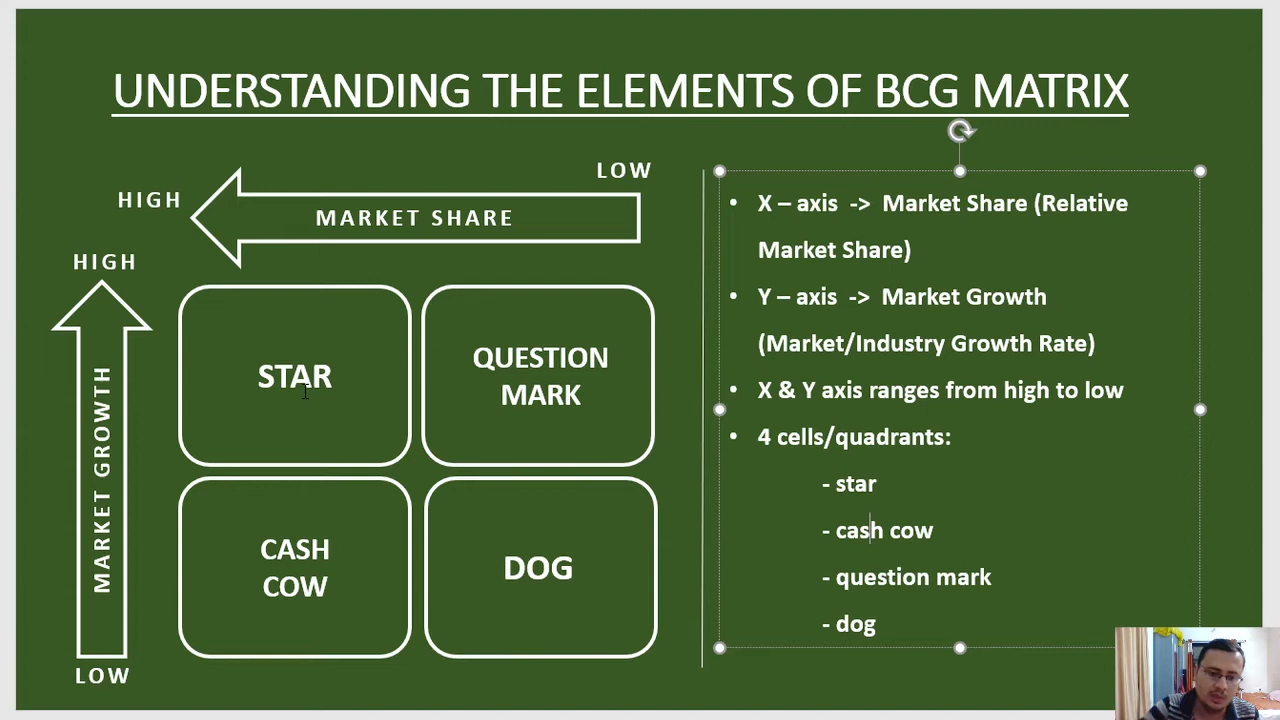 UNDERSTANDING THE ELEMENTS OF BCG MATRIX
LOW
HIGH
MARKET SHARE
HIGH
MARKET GROWTH
LOW
STAR
QUESTION
MARK
CASH
COW
DOG
• X – axis -> Market Share (Relative
Market Share)
• Y – axis -> Market Growth
(Market/Industry Growth Rate)
• X & Y axis ranges from high to low
• 4 cells/quadrants:
- star
- cash cow
- question mark
- dog